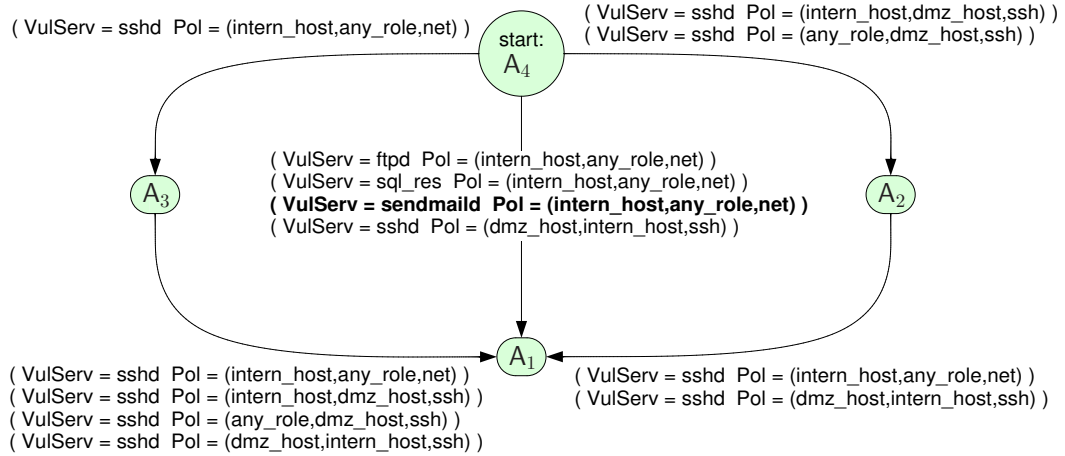 ( VulServ = sshd Pol = (intern_host,any_role,net) )
( VulServ = sshd Pol = (intern_host,dmz_host,ssh) )
( VulServ = sshd Pol = (any_role,dmz_host,ssh) )
start:
A4
( VulServ = ftpd Pol = (intern_host,any_role,net) )
( VulServ = sql_res Pol = (intern_host,any_role,net) )
( VulServ = sendmaild Pol = (intern_host,any_role,net) )
( VulServ = sshd Pol = (dmz_host,intern_host,ssh) )
A3
A2
A1
( VulServ = sshd Pol = (intern_host,any_role,net) )
( VulServ = sshd Pol = (intern_host,dmz_host,ssh) )
( VulServ = sshd Pol = (any_role,dmz_host,ssh) )
( VulServ = sshd Pol = (dmz_host,intern_host,ssh) )
( VulServ = sshd Pol = (intern_host,any_role,net) )
( VulServ = sshd Pol = (dmz_host,intern_host,ssh) )